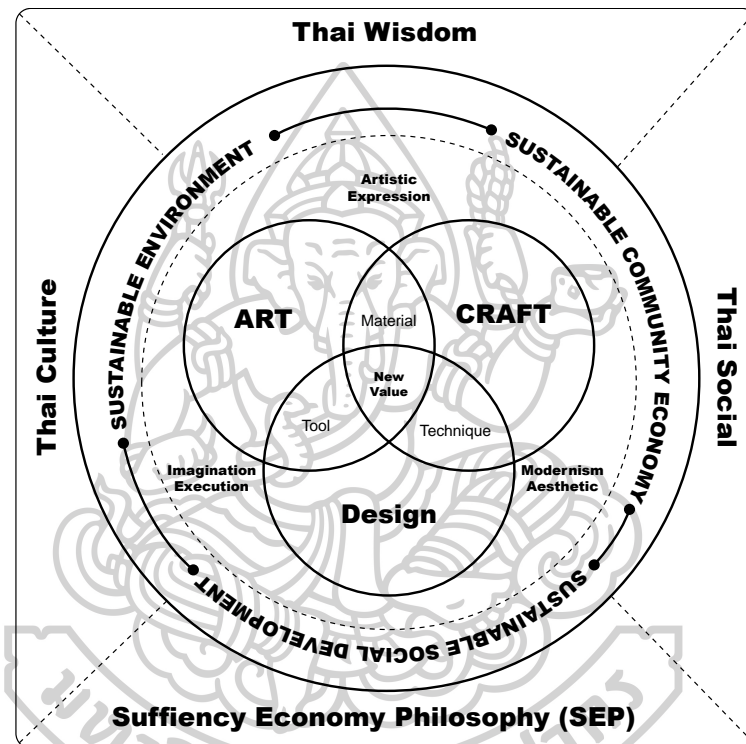 Thai Wisdom
SUSTAINABLE ENVIRONMENT
SUSTAINABLE COMMUNITY ECONOMY
Artistic
Expression
ART
Material
CRAFT
Thai Culture
Thai Social
New
Value
Tool
Technique
Imagination
Execution
Modernism
Aesthetic
Design
SUSTAINABLE SOCIAL DEVELOPMENT
Suffiency Economy Philosophy (SEP)